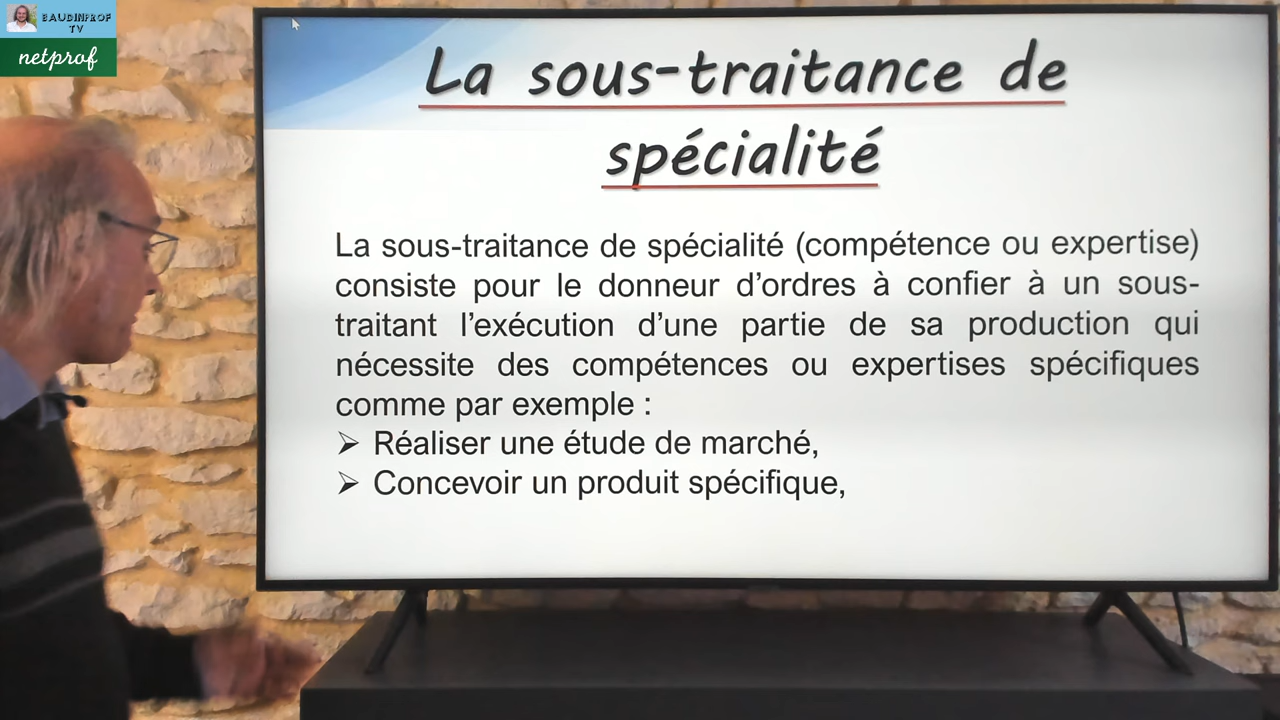 BAUDINPROF
TV
netprof
La sous-traitance de
spécialité
La sous-traitance de spécialité (compétence ou expertise)
consiste pour le donneur d’ordres à confier à un sous-
traitant l’exécution d’une partie de sa production qui
nécessite des compétences ou expertises spécifiques
comme par exemple :
➢ Réaliser une étude de marché,
➢ Concevoir un produit spécifique,